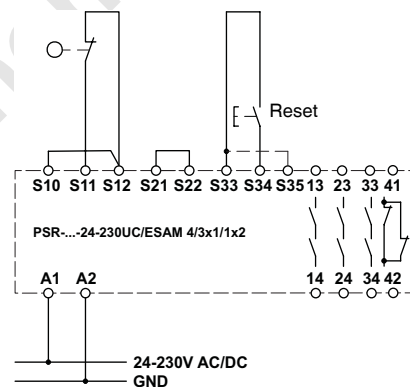 Reset
S10 S11 S12 S21 S22 S33 S34 S35 13 23 33 41
PSR-...-24-230UC/ESAM 4/3x1/1x2
A1 A2 14 24 34 42
24-230V AC/DC
GND